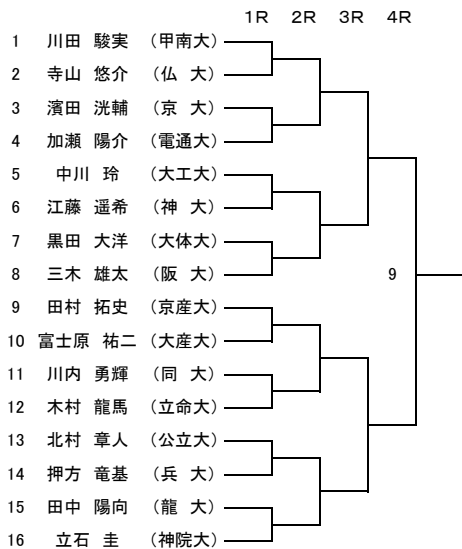 1R 2R 3R 4R
1 川田 駿実 (甲南大)
2 寺山 悠介 (仏 大)
3 濱田 洸輔 (京 大)
4 加瀬 陽介 (電通大)
5 中川 玲 (大工大)
6 江藤 遥希 (神 大)
7 黒田 大洋 (大体大)
8 三木 雄太 (阪 大) 9
9 田村 拓史 (京産大)
10 富士原 祐二 (大産大)
11 川内 勇輝 (同 大)
12 木村 龍馬 (立命大)
13 北村 章人 (公立大)
14 押方 竜基 (兵 大)
15 田中 陽向 (龍 大)
16 立石 圭 (神院大)